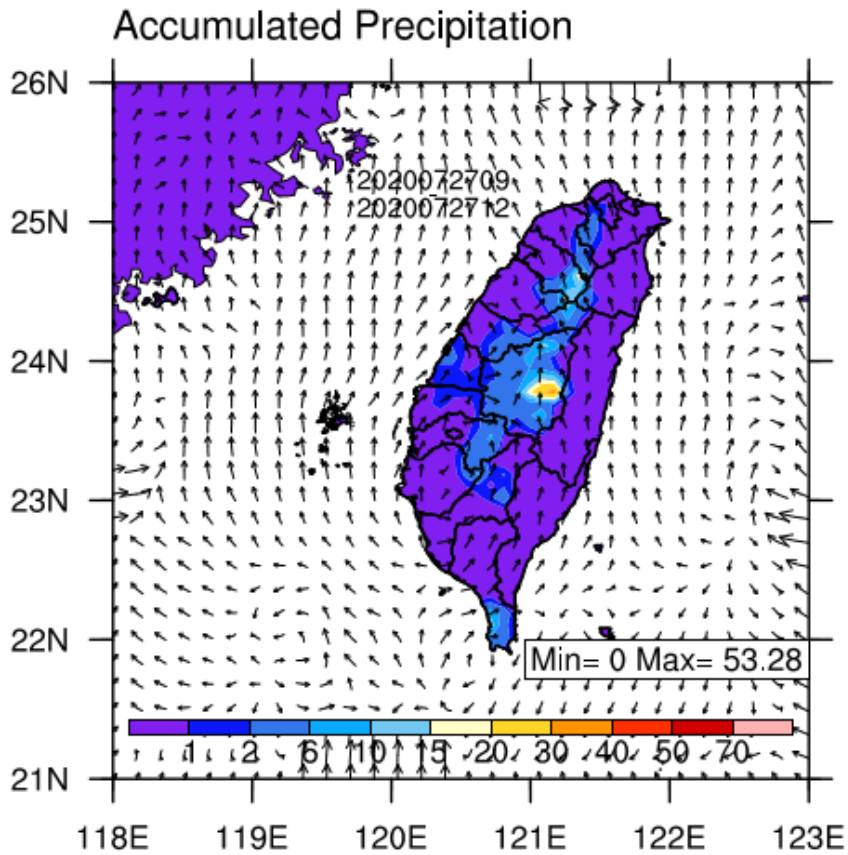 Accumulated Precipitation
26N
2020072709
-
2020072712
25N
24N
23N
22N
Min= 0 Max= 53.28
1 2 6 10 15 20 30 40 50 70
21N
118E 119E 120E 121E 122E 123E